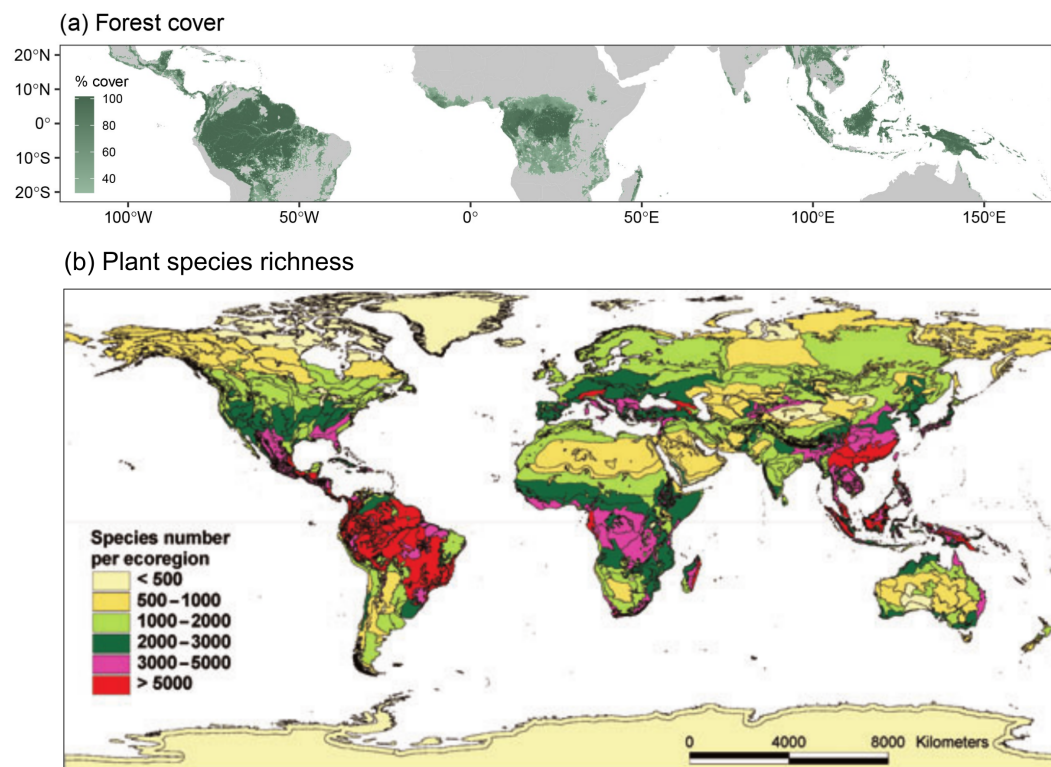 (a) Forest cover
20°N
10°N
0°
10°S
20°S
% cover
100
80
60
40
100°W 50°W 0° 50°E 100°E 150°E
(b) Plant species richness
Species number
per ecoregion
< 500
500–1000
1000–2000
2000–3000
3000–5000
> 5000
0 4000 8000 Kilometers